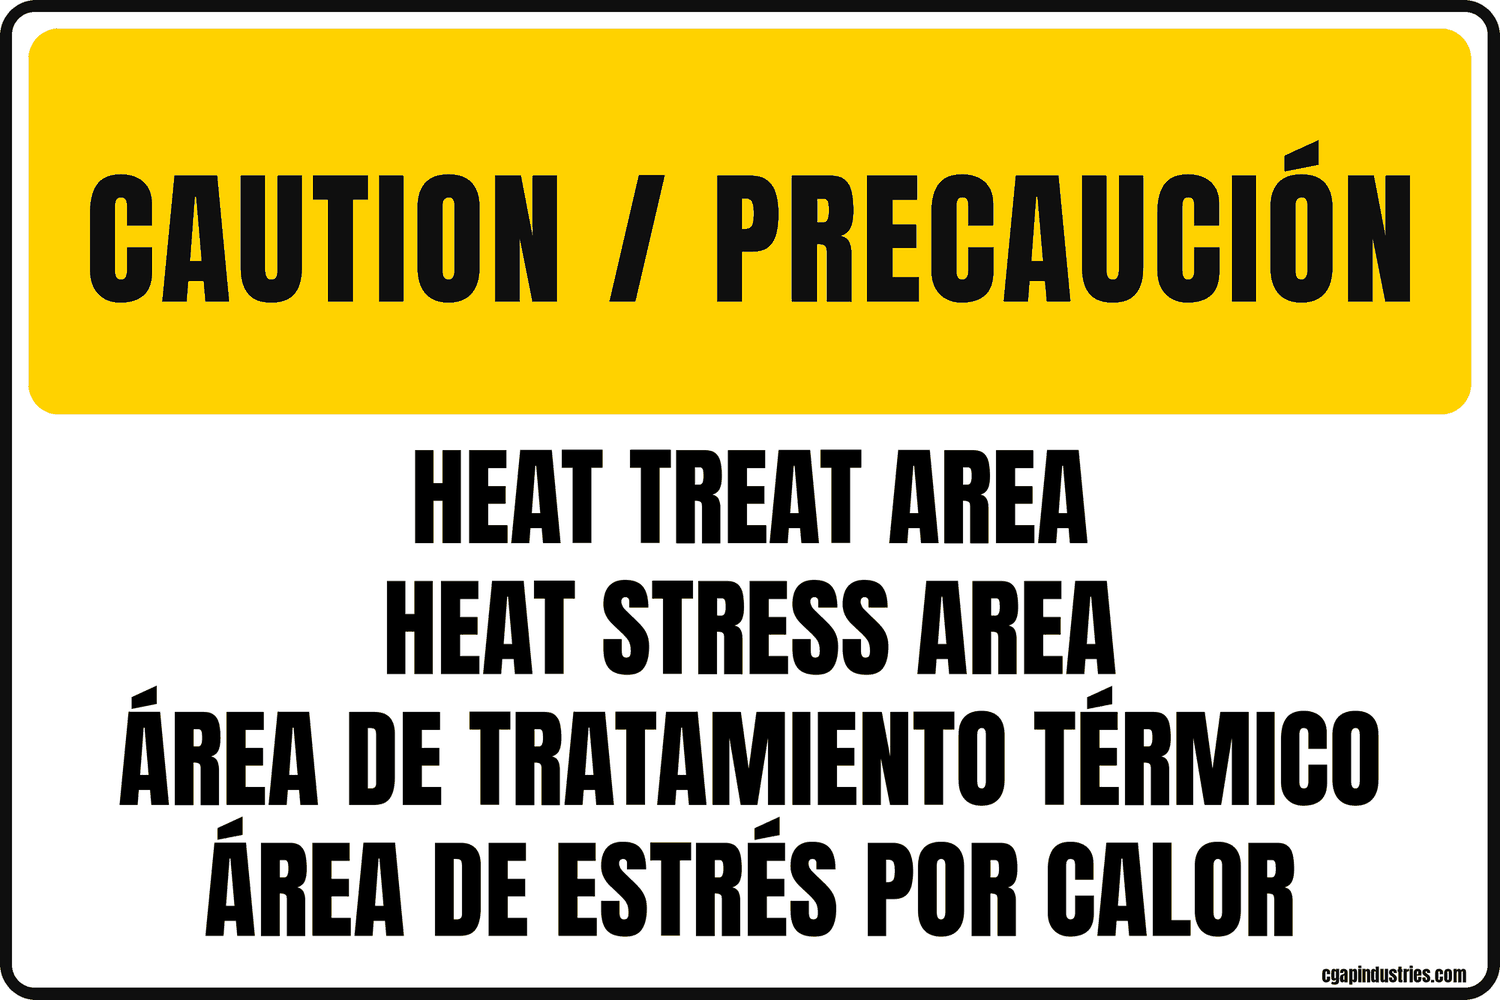 CAUTION / PRECAUCIÓN
HEAT TREAT AREA
HEAT STRESS AREA
ÁREA DE TRATAMIENTO TÉRMICO
ÁREA DE ESTRÉS POR CALOR
cgapindustries.com